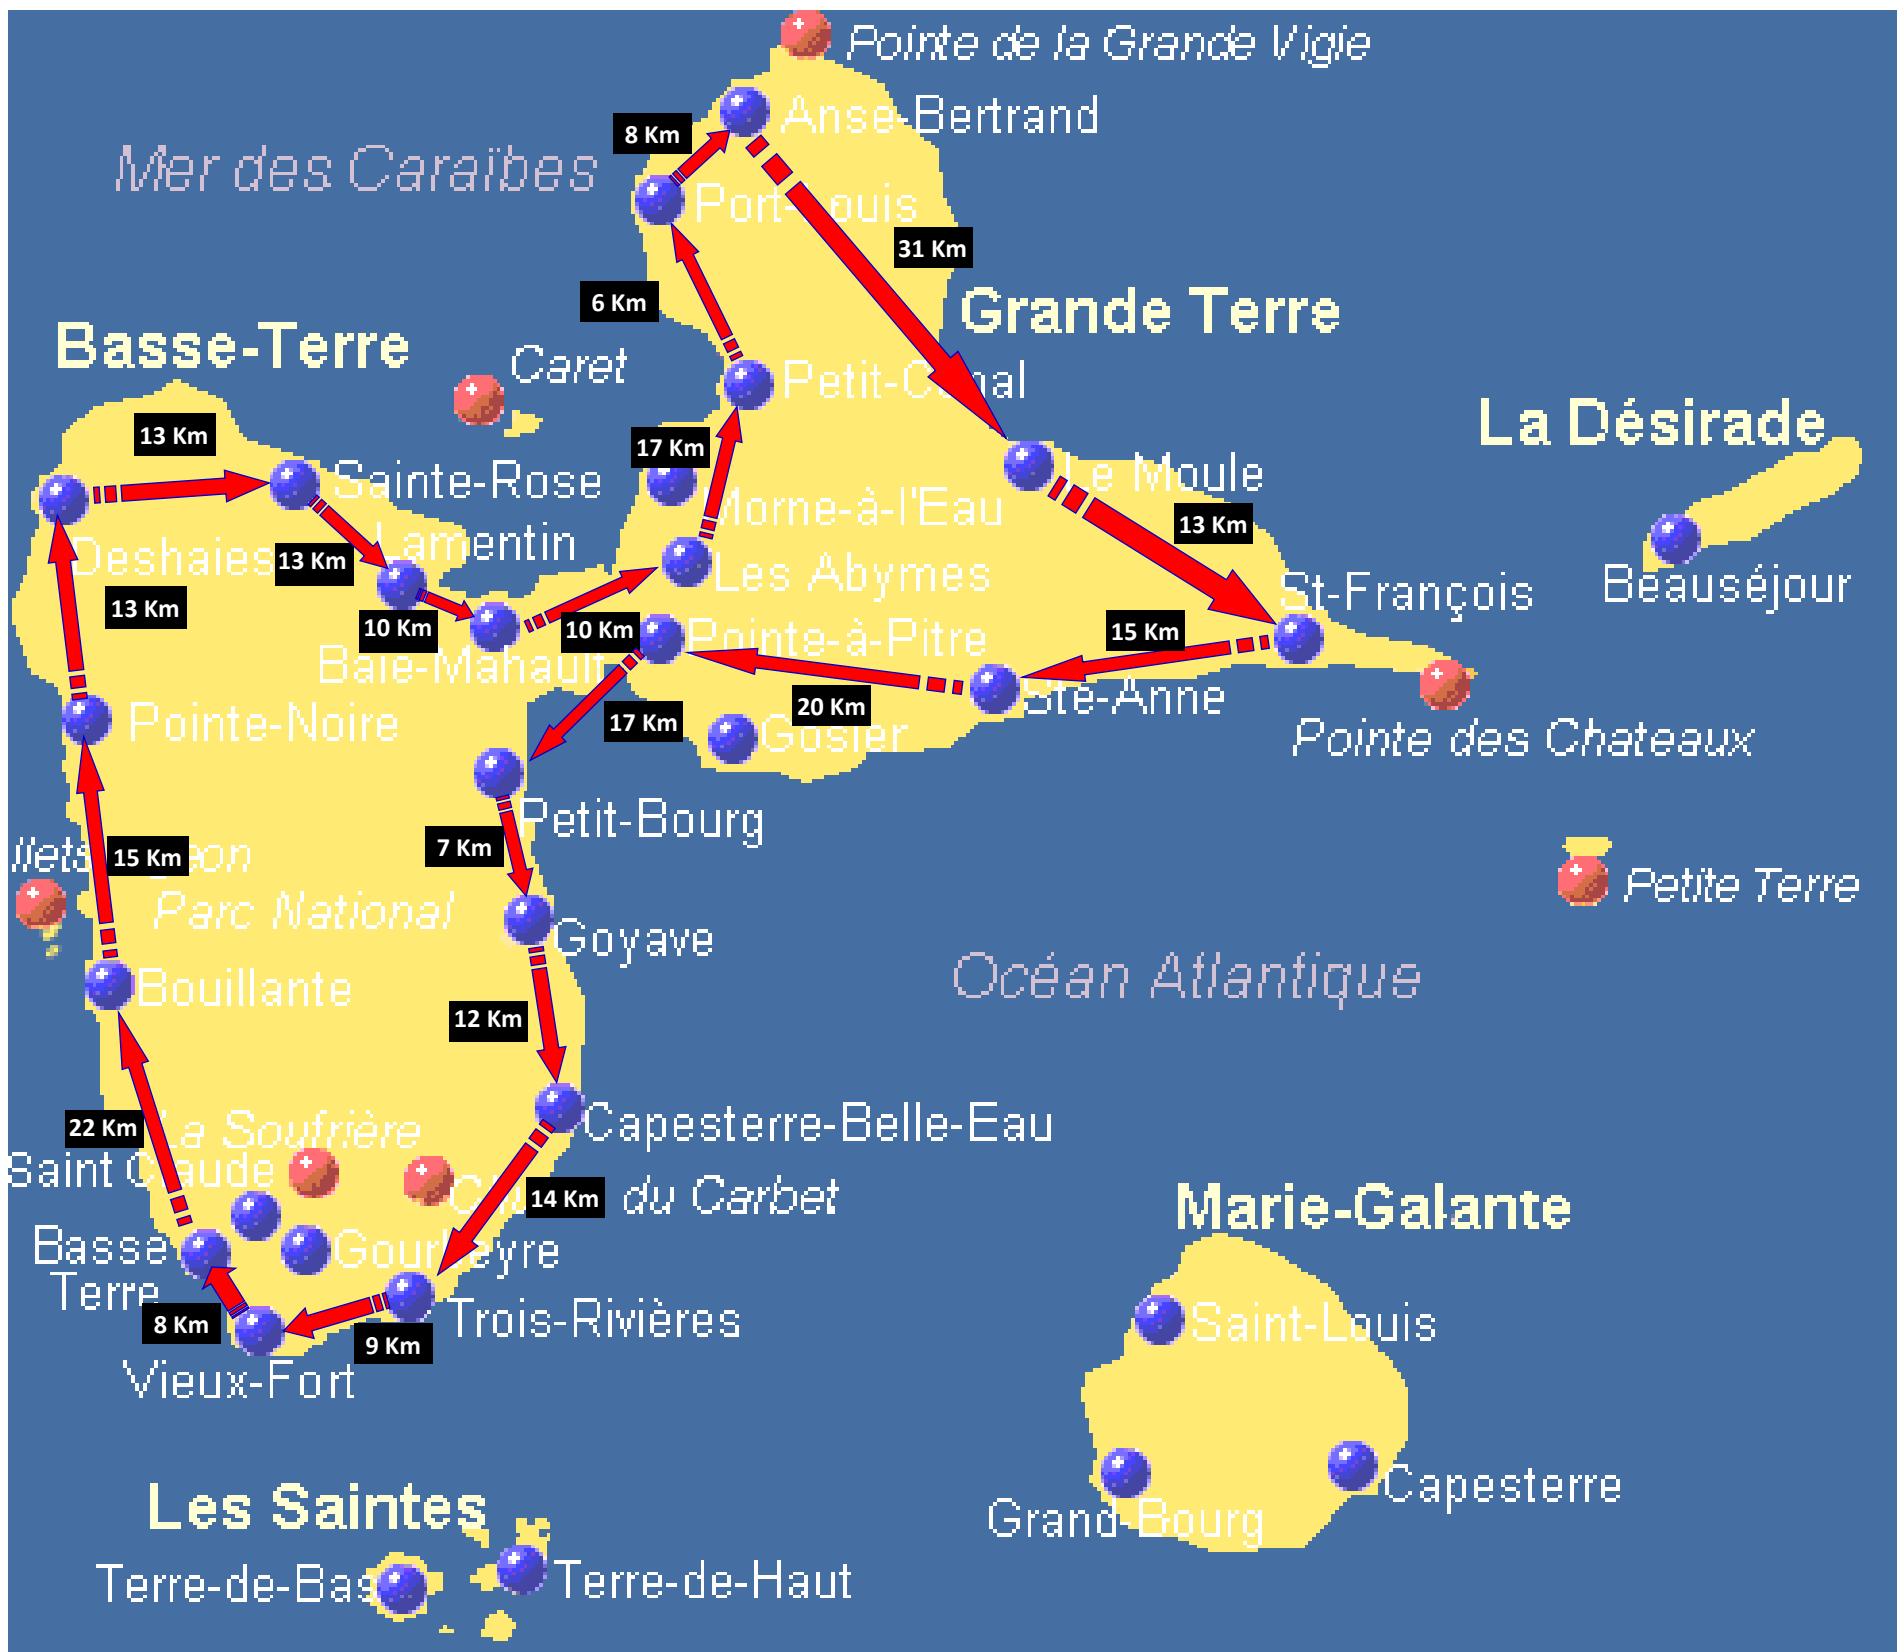 Pointe de la Grande Vigie
Anse-Bertrand
8 Km
Mer des Caraïbes
Port-Louis
31 Km
6 Km
Grande Terre
Basse-Terre
Caret
Petit-Canal
La Désirade
13 Km
17 Km
Sainte-Rose
Le Moule
Morne-à-l'Eau
13 Km
Lamentin
Deshaies
13 Km
Les Abymes
Beauséjour
St-François
13 Km
10 Km
10 Km
15 Km
Pointe-à-Pitre
Baie-Mahault
Ste-Anne
20 Km
Pointe-Noire
17 Km
Gosier
Pointe des Chateaux
Petit-Bourg
7 Km
15 Km
Ilets
Parc National
Petite Terre
Goyave
Océan Atlantique
Bouillante
12 Km
22 Km
La Soufrière
Capesterre-Belle-Eau
Saint Claude
14 Km
du Carbet
Marie-Galante
Basse
Terre
Gourbeyre
8 Km
Trois-Rivières
9 Km
Saint-Louis
Vieux-Fort
Capesterre
Les Saintes
Grand-Bourg
Terre-de-Bas
Terre-de-Haut